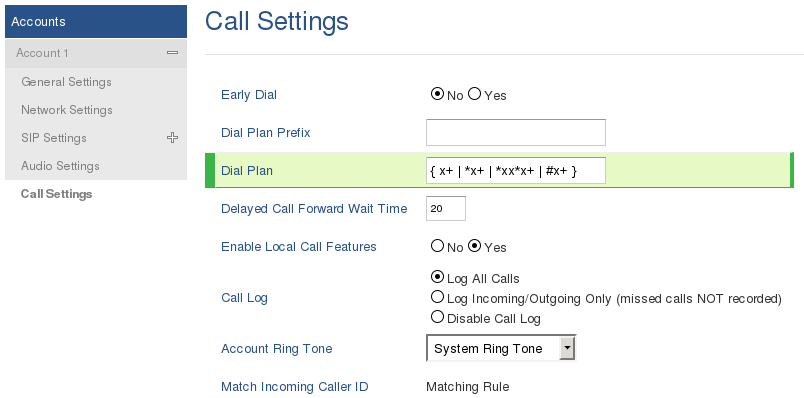 Accounts
Account 1
General Settings
Network Settings
SIP Settings
Audio Settings
Call Settings
Call Settings
Early Dial No Yes
Dial Plan Prefix
Dial Plan { x+ | *x+ | *xx*x+ | #x+ }
Delayed Call Forward Wait Time 20
Enable Local Call Features No Yes
Call Log Log All Calls
Log Incoming/Outgoing Only (missed calls NOT recorded)
Disable Call Log
Account Ring Tone System Ring Tone
Match Incoming Caller ID Matching Rule